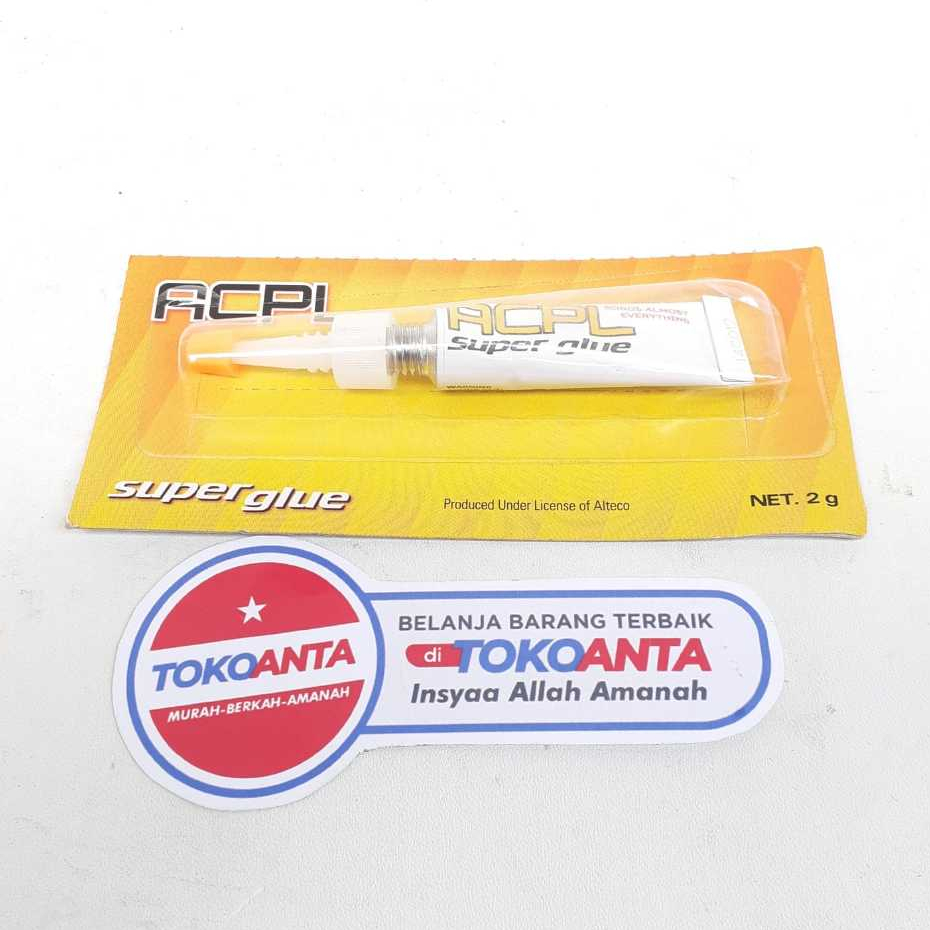 ACPL
BONDS ALMOST
EVERYTHING
ACPL
super glue
WARNING
super glue
Produced Under License of Alteco
NET. 2 g
TOKOANTA
MURAH-BERKAH-AMANAH
BELANJA BARANG TERBAIK
di TOKOANTA
Insyaa Allah Amanah